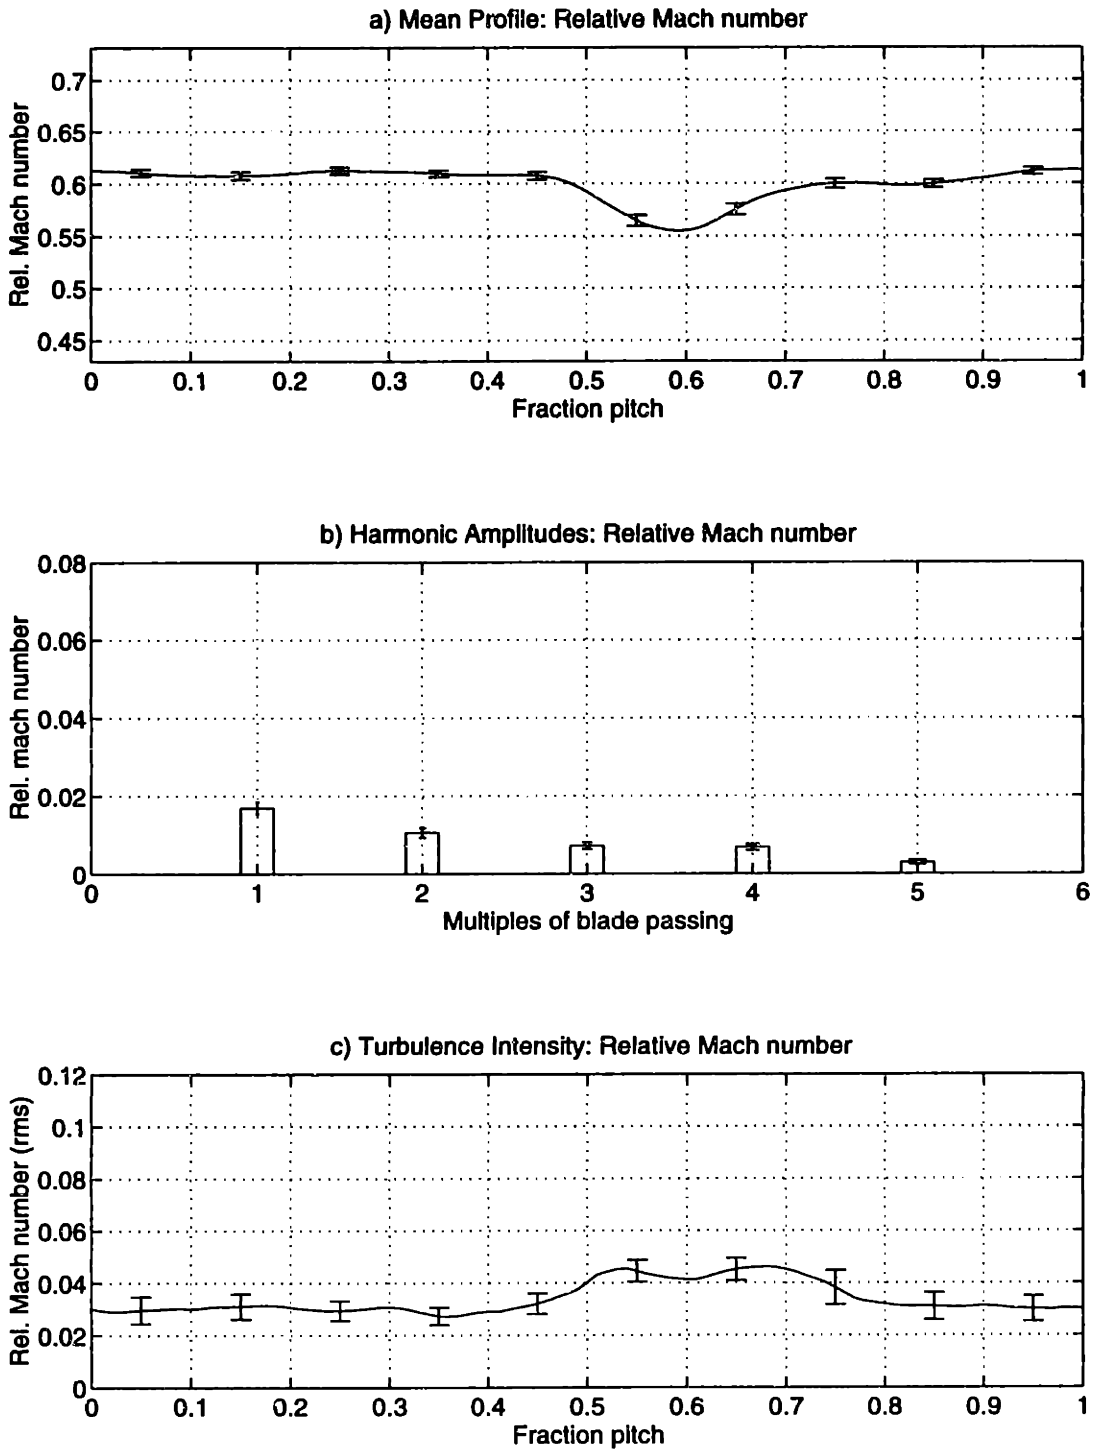 a) Mean Profile: Relative Mach number
Rel. Mach number
0.7
0.65
0.6
0.55
0.5
0.45
0 0.1 0.2 0.3 0.4 0.5 0.6 0.7 0.8 0.9 1
Fraction pitch
b) Harmonic Amplitudes: Relative Mach number
Rel. mach number
0.08
0.06
0.04
0.02
0
0 1 2 3 4 5 6
Multiples of blade passing
c) Turbulence Intensity: Relative Mach number
Rel. Mach number (rms)
0.12
0.1
0.08
0.06
0.04
0.02
0
0 0.1 0.2 0.3 0.4 0.5 0.6 0.7 0.8 0.9 1
Fraction pitch